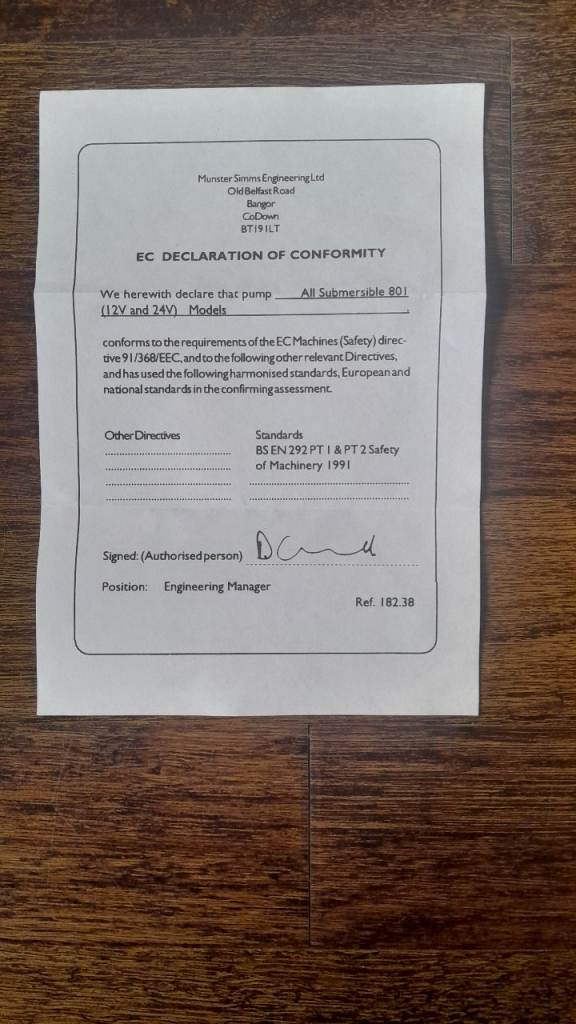 Munster Simms Engineering Ltd
Old Belfast Road
Bangor
Co Down
BT19 1LT
EC DECLARATION OF CONFORMITY
We herewith declare that pump All Submersible 801
(12V and 24V) Models
conforms to the requirements of the EC Machines (Safety) direc-
tive 91/368/EEC, and to the following other relevant Directives,
and has used the following harmonised standards, European and
national standards in the confirming assessment.
Other Directives
Standards
BS EN 292 PT 1 & PT 2 Safety
of Machinery 1991
Signed: (Authorised person)
Position: Engineering Manager
Ref. 182.38